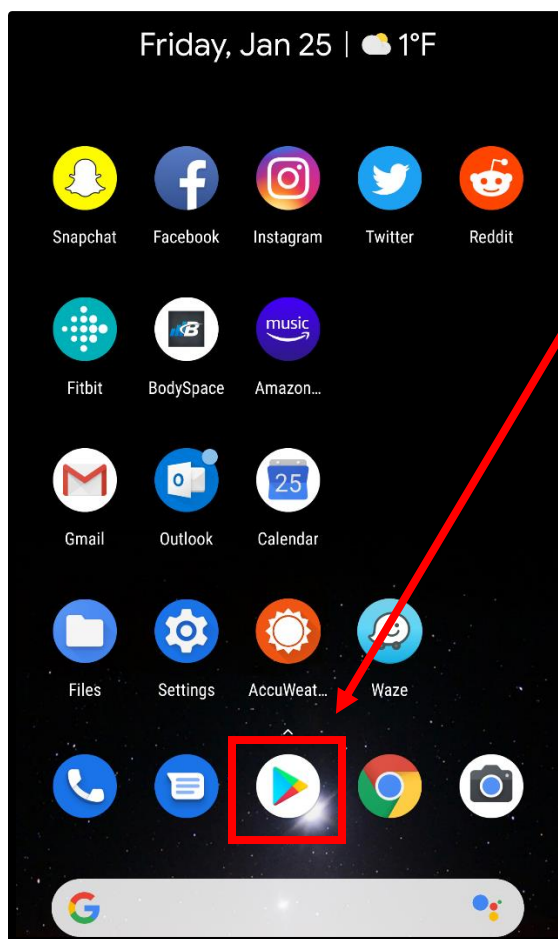 Friday, Jan 25 | 1°F
Snapchat Facebook Instagram Twitter Reddit
music
Fitbit BodySpace Amazon...
25
Gmail Outlook Calendar
Files Settings AccuWeat... Waze